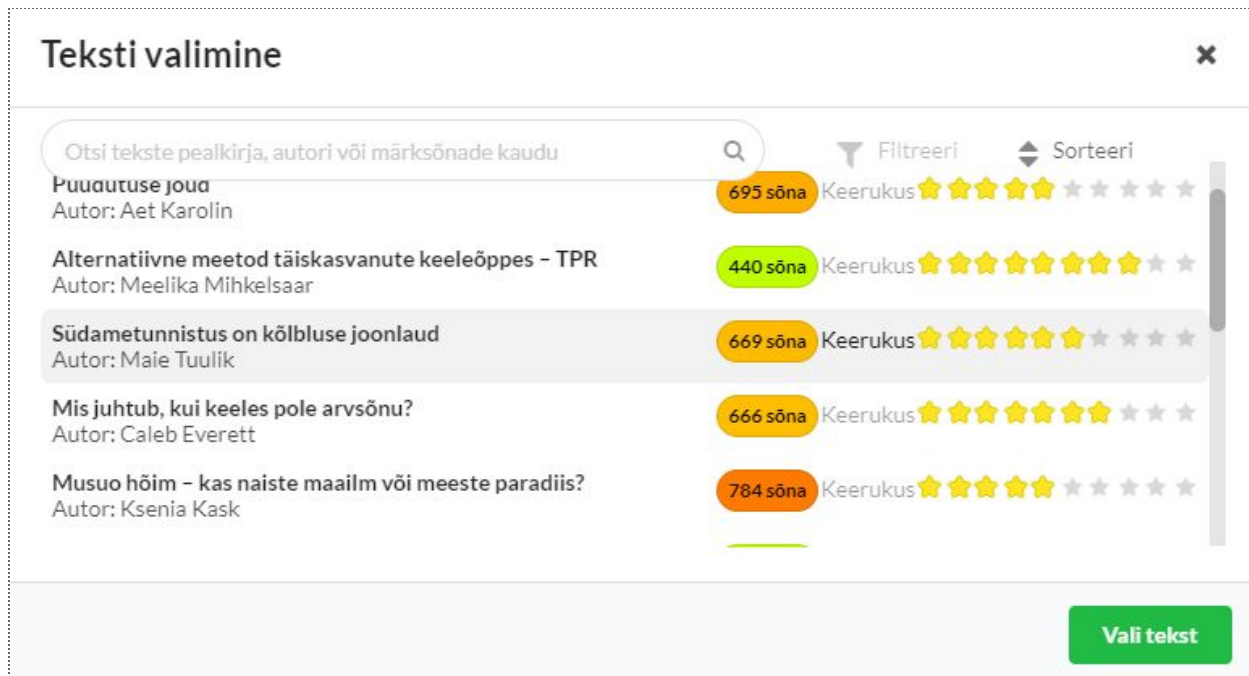 Teksti valimine
Otsi tekste pealkirja, autori või märksõnade kaudu
Filtreeri
Sorteeri
Puudutuse jõud
Autor: Aet Karolin
695 sõna Keerukus
Alternatiivne meetod täiskasvanute keeleõppes – TPR
Autor: Meelika Mihkelsaar
440 sõna Keerukus
Südametunnistus on kõlbluse joonlaud
Autor: Maie Tuulik
669 sõna Keerukus
Mis juhtub, kui keeles pole arvsõnu?
Autor: Caleb Everett
666 sõna Keerukus
Musuo hõim – kas naiste maailm või meeste paradiis?
Autor: Ksenia Kask
784 sõna Keerukus
Vali tekst